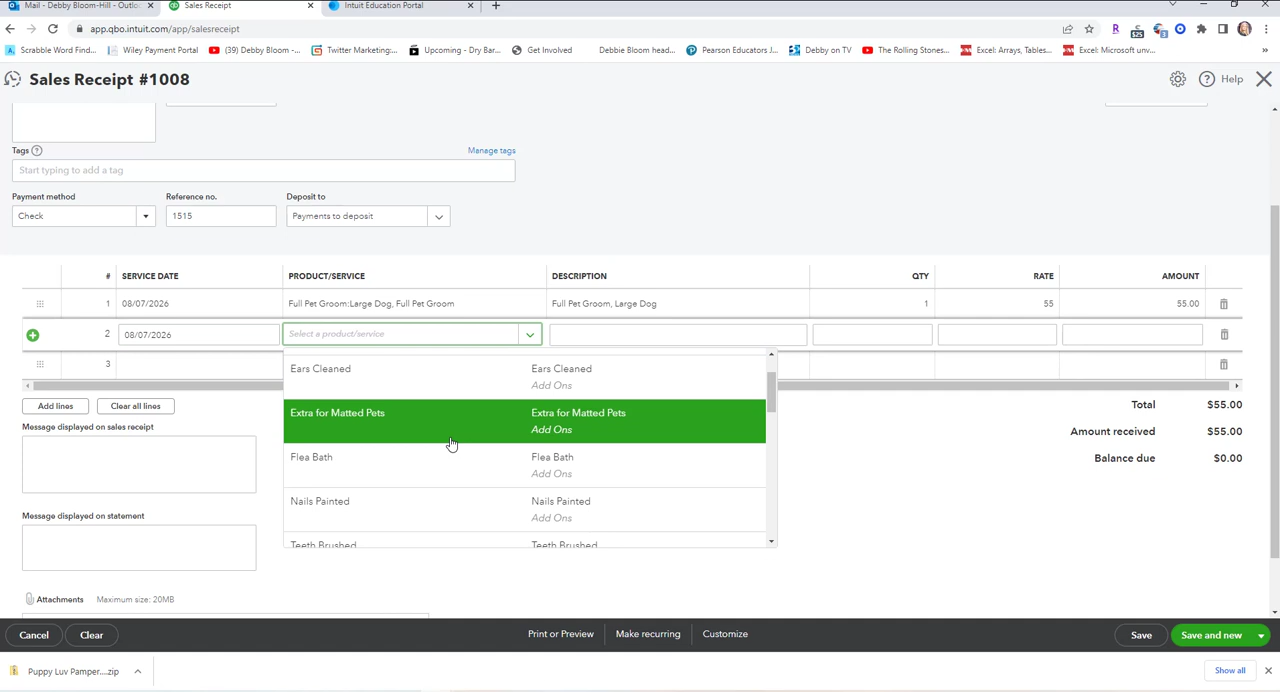 Mail - Debby Bloom-Hill - Outlo
Sales Receipt
Intuit Education Portal
app.qbo.intuit.com/app/salesreceipt
Scrabble Word Find...
Wiley Payment Portal
(39) Debby Bloom -...
Twitter Marketing:...
Upcoming - Dry Bar...
Get Involved
Debbie Bloom head...
Pearson Educators J...
Debby on TV
The Rolling Stones...
Excel: Arrays, Tables...
Excel: Microsoft unv...
»
Sales Receipt #1008
Help
Tags
Manage tags
Start typing to add a tag
Payment method
Reference no.
Deposit to
Check
1515
Payments to deposit
# SERVICE DATE PRODUCT/SERVICE DESCRIPTION QTY RATE AMOUNT
1 08/07/2026 Full Pet Groom:Large Dog, Full Pet Groom Full Pet Groom, Large Dog 1 55 55.00
2 08/07/2026 Select a product/service
3
Ears Cleaned Ears Cleaned
Add Ons
Extra for Matted Pets Extra for Matted Pets
Add Ons
Flea Bath Flea Bath
Add Ons
Nails Painted Nails Painted
Add Ons
Teeth Brushed Teeth Brushed
Add lines
Clear all lines
Total $55.00
Amount received $55.00
Balance due $0.00
Message displayed on sales receipt
Message displayed on statement
Attachments Maximum size: 20MB
Cancel
Clear
Print or Preview
Make recurring
Customize
Save
Save and new
Puppy Luv Pamper....zip
Show all